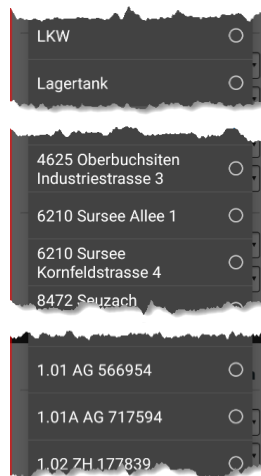 LKW
Lagertank
4625 Oberbuchsiten
Industriestrasse 3
6210 Sursee Allee 1
6210 Sursee
Kornfeldstrasse 4
8472 Seuzach
1.01 AG 566954
1.01A AG 717594
1.02 ZH 177839